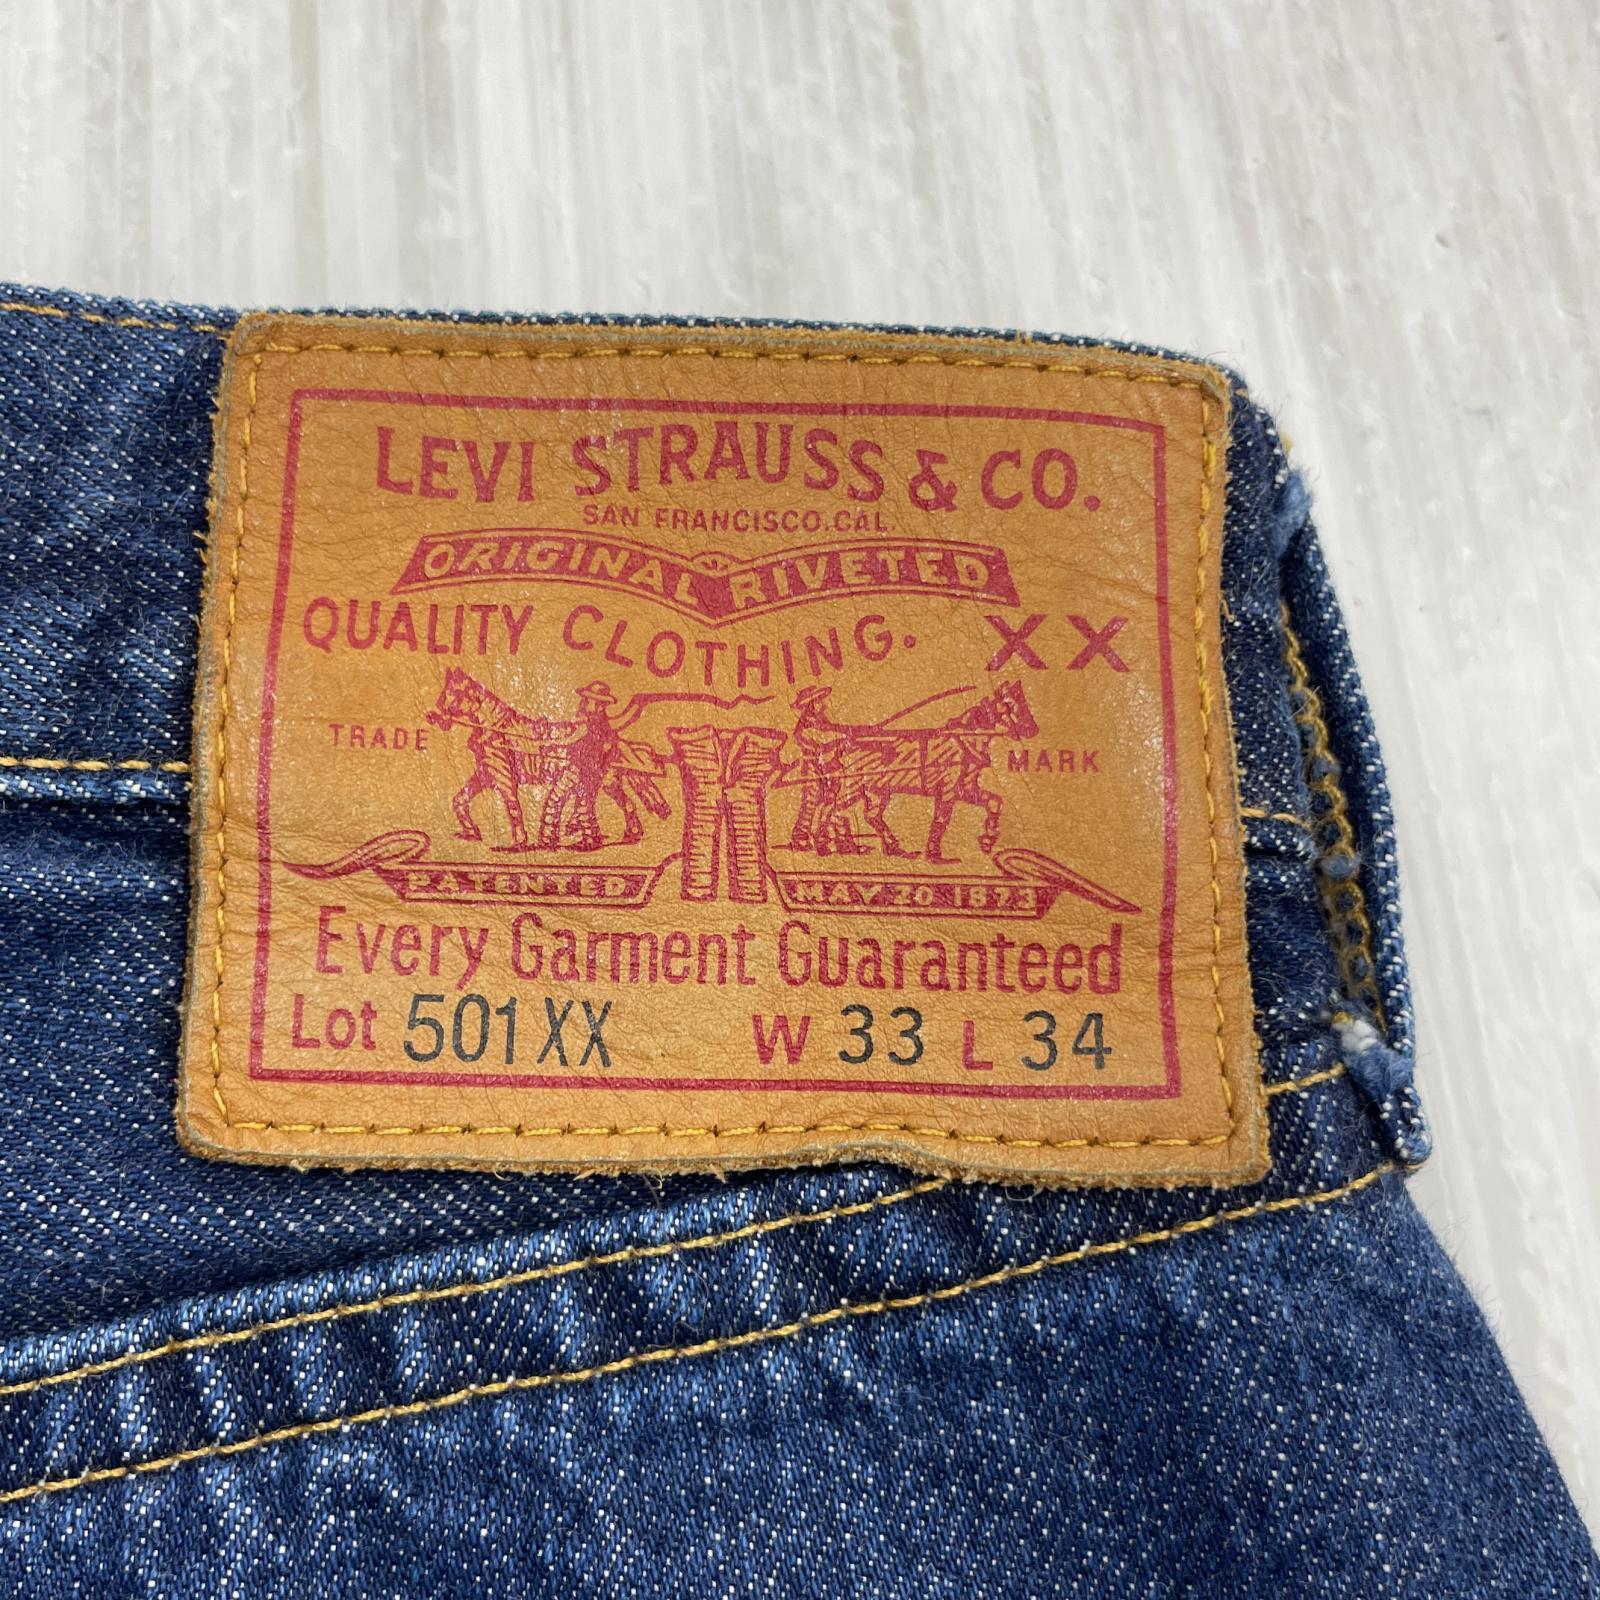 LEVI STRAUSS & CO.
SAN FRANCISCO.CAL.
ORIGINAL RIVETED
QUALITY CLOTHING. XX
TRADE MARK
PATENTED MAY 20 1873
Every Garment Guaranteed
Lot 501XX W 33 L 34